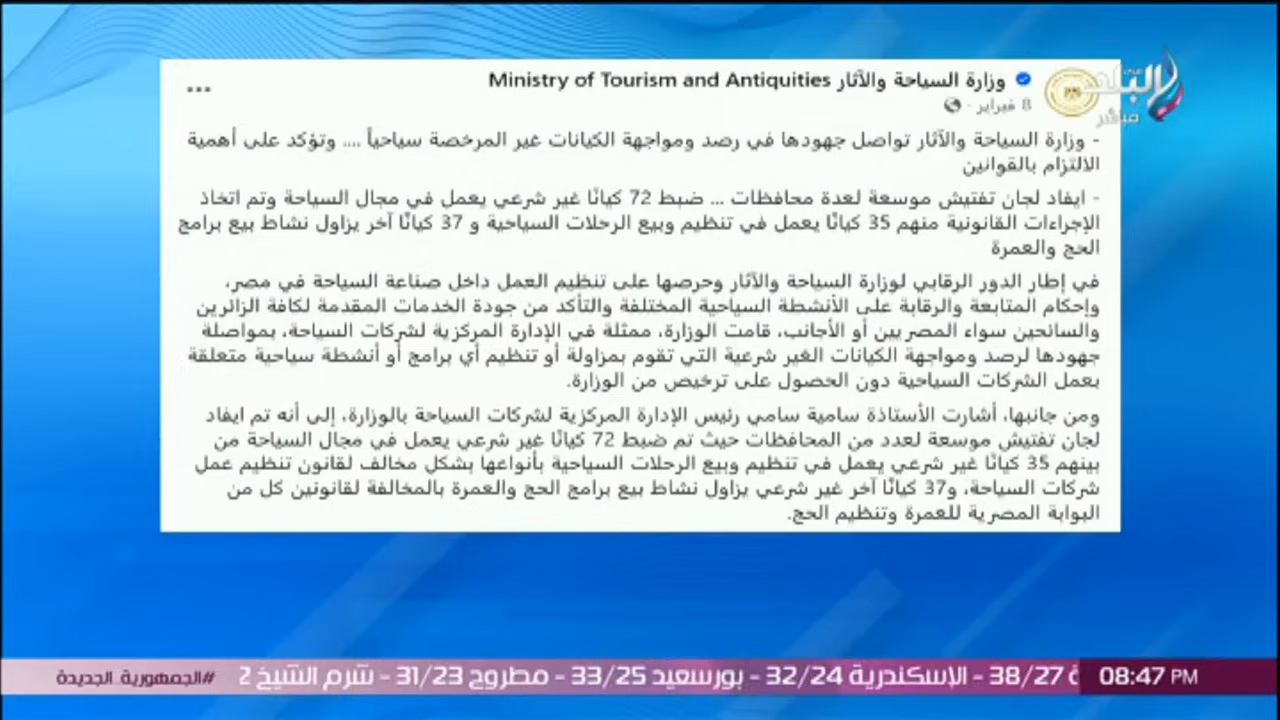 صدى
البلد
مباشر
وزارة السياحة والآثار Ministry of Tourism and Antiquities
8 فبراير ·
- وزارة السياحة والآثار تواصل جهودها في رصد ومواجهة الكيانات غير المرخصة سياحياً .... وتؤكد على أهمية
الالتزام بالقوانين
- ايفاد لجان تفتيش موسعة لعدة محافظات ... ضبط 72 كيانًا غير شرعي يعمل في مجال السياحة وتم اتخاذ
الإجراءات القانونية منهم 35 كيانًا يعمل في تنظيم وبيع الرحلات السياحية و 37 كيانًا آخر يزاول نشاط بيع برامج
الحج والعمرة
في إطار الدور الرقابي لوزارة السياحة والآثار وحرصها على تنظيم العمل داخل صناعة السياحة في مصر،
وإحكام المتابعة والرقابة على الأنشطة السياحية المختلفة والتأكد من جودة الخدمات المقدمة لكافة الزائرين
والسائحين سواء المصريين أو الأجانب، قامت الوزارة، ممثلة في الإدارة المركزية لشركات السياحة، بمواصلة
جهودها لرصد ومواجهة الكيانات الغير شرعية التي تقوم بمزاولة أو تنظيم أي برامج أو أنشطة سياحية متعلقة
بعمل الشركات السياحية دون الحصول على ترخيص من الوزارة.
ومن جانبها، أشارت الأستاذة سامية سامي رئيس الإدارة المركزية لشركات السياحة بالوزارة، إلى أنه تم ايفاد
لجان تفتيش موسعة لعدد من المحافظات حيث تم ضبط 72 كيانًا غير شرعي يعمل في مجال السياحة من
بينهم 35 كيانًا غير شرعي يعمل في تنظيم وبيع الرحلات السياحية بأنواعها بشكل مخالف لقانون تنظيم عمل
شركات السياحة، و37 كيانًا آخر غير شرعي يزاول نشاط بيع برامج الحج والعمرة بالمخالفة لقانونين كل من
البوابة المصرية للعمرة وتنظيم الحج.
08:47 PM
ة 38/27 - الإسكندرية 32/24 - بورسعيد 33/25 - مطروح 31/23 - شرم الشيخ
#الجمهورية الجديدة